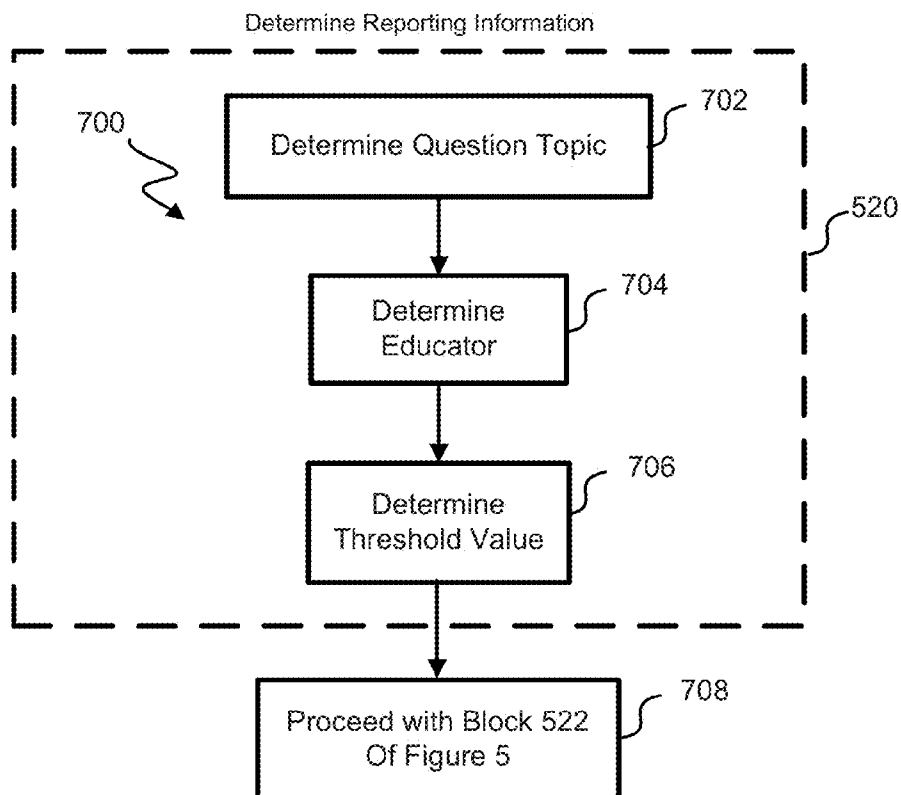 Determine Reporting Information
702
700
Determine Question Topic
520
704
Determine
Educator
706
Determine
Threshold Value
708
Proceed with Block 522
Of Figure 5